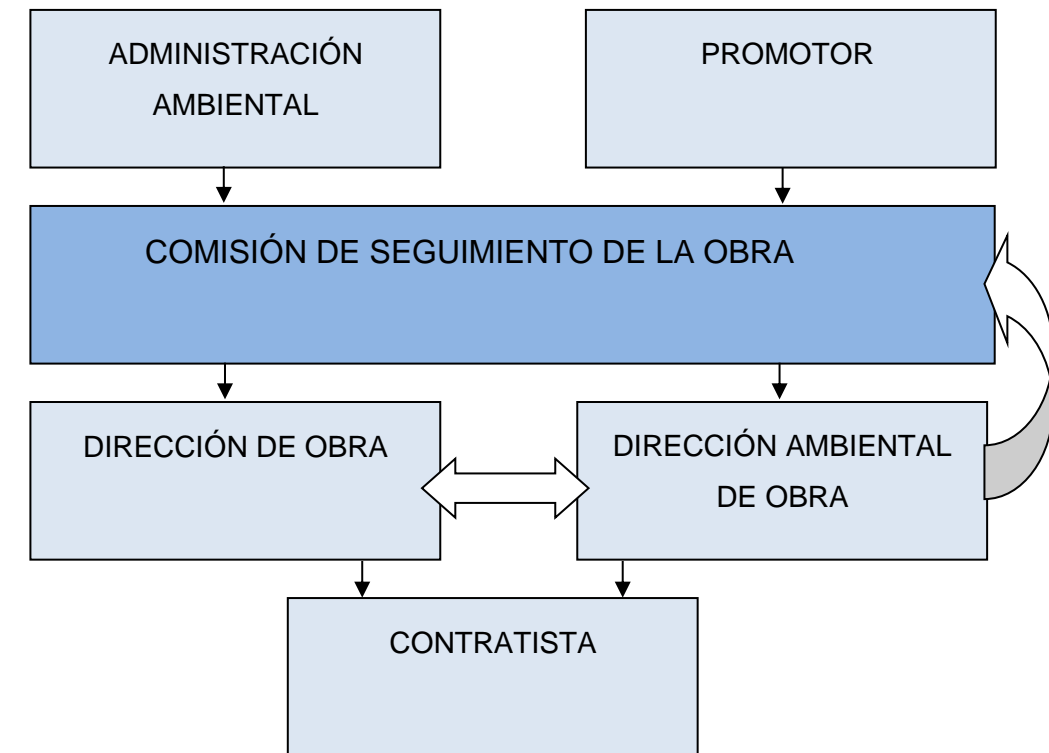 ADMINISTRACIÓN
AMBIENTAL
PROMOTOR
COMISIÓN DE SEGUIMIENTO DE LA OBRA
DIRECCIÓN DE OBRA
DIRECCIÓN AMBIENTAL
DE OBRA
CONTRATISTA